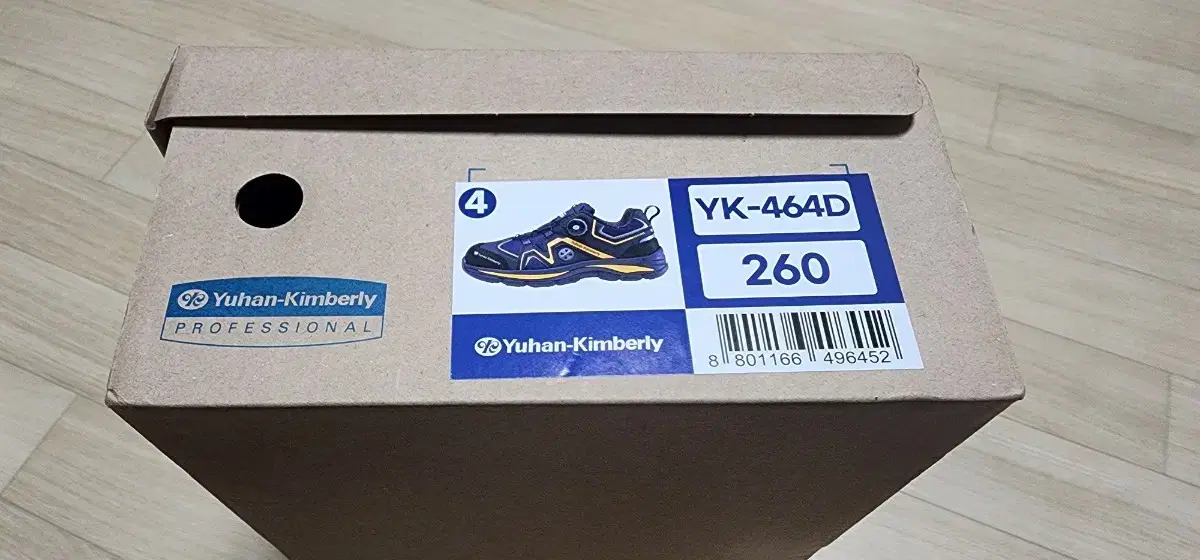 4
YK-464D
260
Yuhan-Kimberly
PROFESSIONAL
Yuhan-Kimberly
8 801166 496452